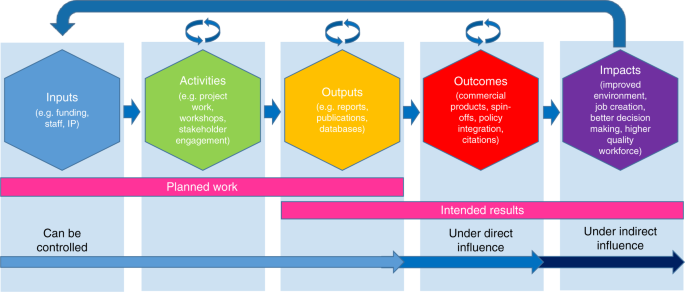 Inputs
(e.g. funding,
staff, IP)
Activities
(e.g. project
work,
workshops,
stakeholder
engagement)
Outputs
(e.g. reports,
publications,
databases)
Outcomes
(commercial
products, spin-
offs, policy
integration,
citations)
Impacts
(improved
environment,
job creation,
better decision
making, higher
quality
workforce)
Planned work
Intended results
Can be
controlled
Under direct
influence
Under indirect
influence